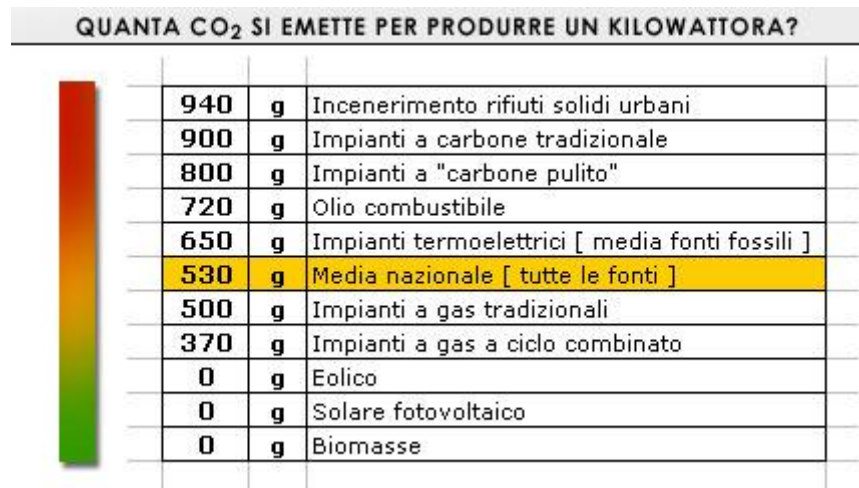 QUANTA CO₂ SI EMETTE PER PRODURRE UN KILOWATTORA?
940 g Incenerimento rifiuti solidi urbani
900 g Impianti a carbone tradizionale
800 g Impianti a "carbone pulito"
720 g Olio combustibile
650 g Impianti termoelettrici [ media fonti fossili ]
530 g Media nazionale [ tutte le fonti ]
500 g Impianti a gas tradizionali
370 g Impianti a gas a ciclo combinato
0 g Eolico
0 g Solare fotovoltaico
0 g Biomasse